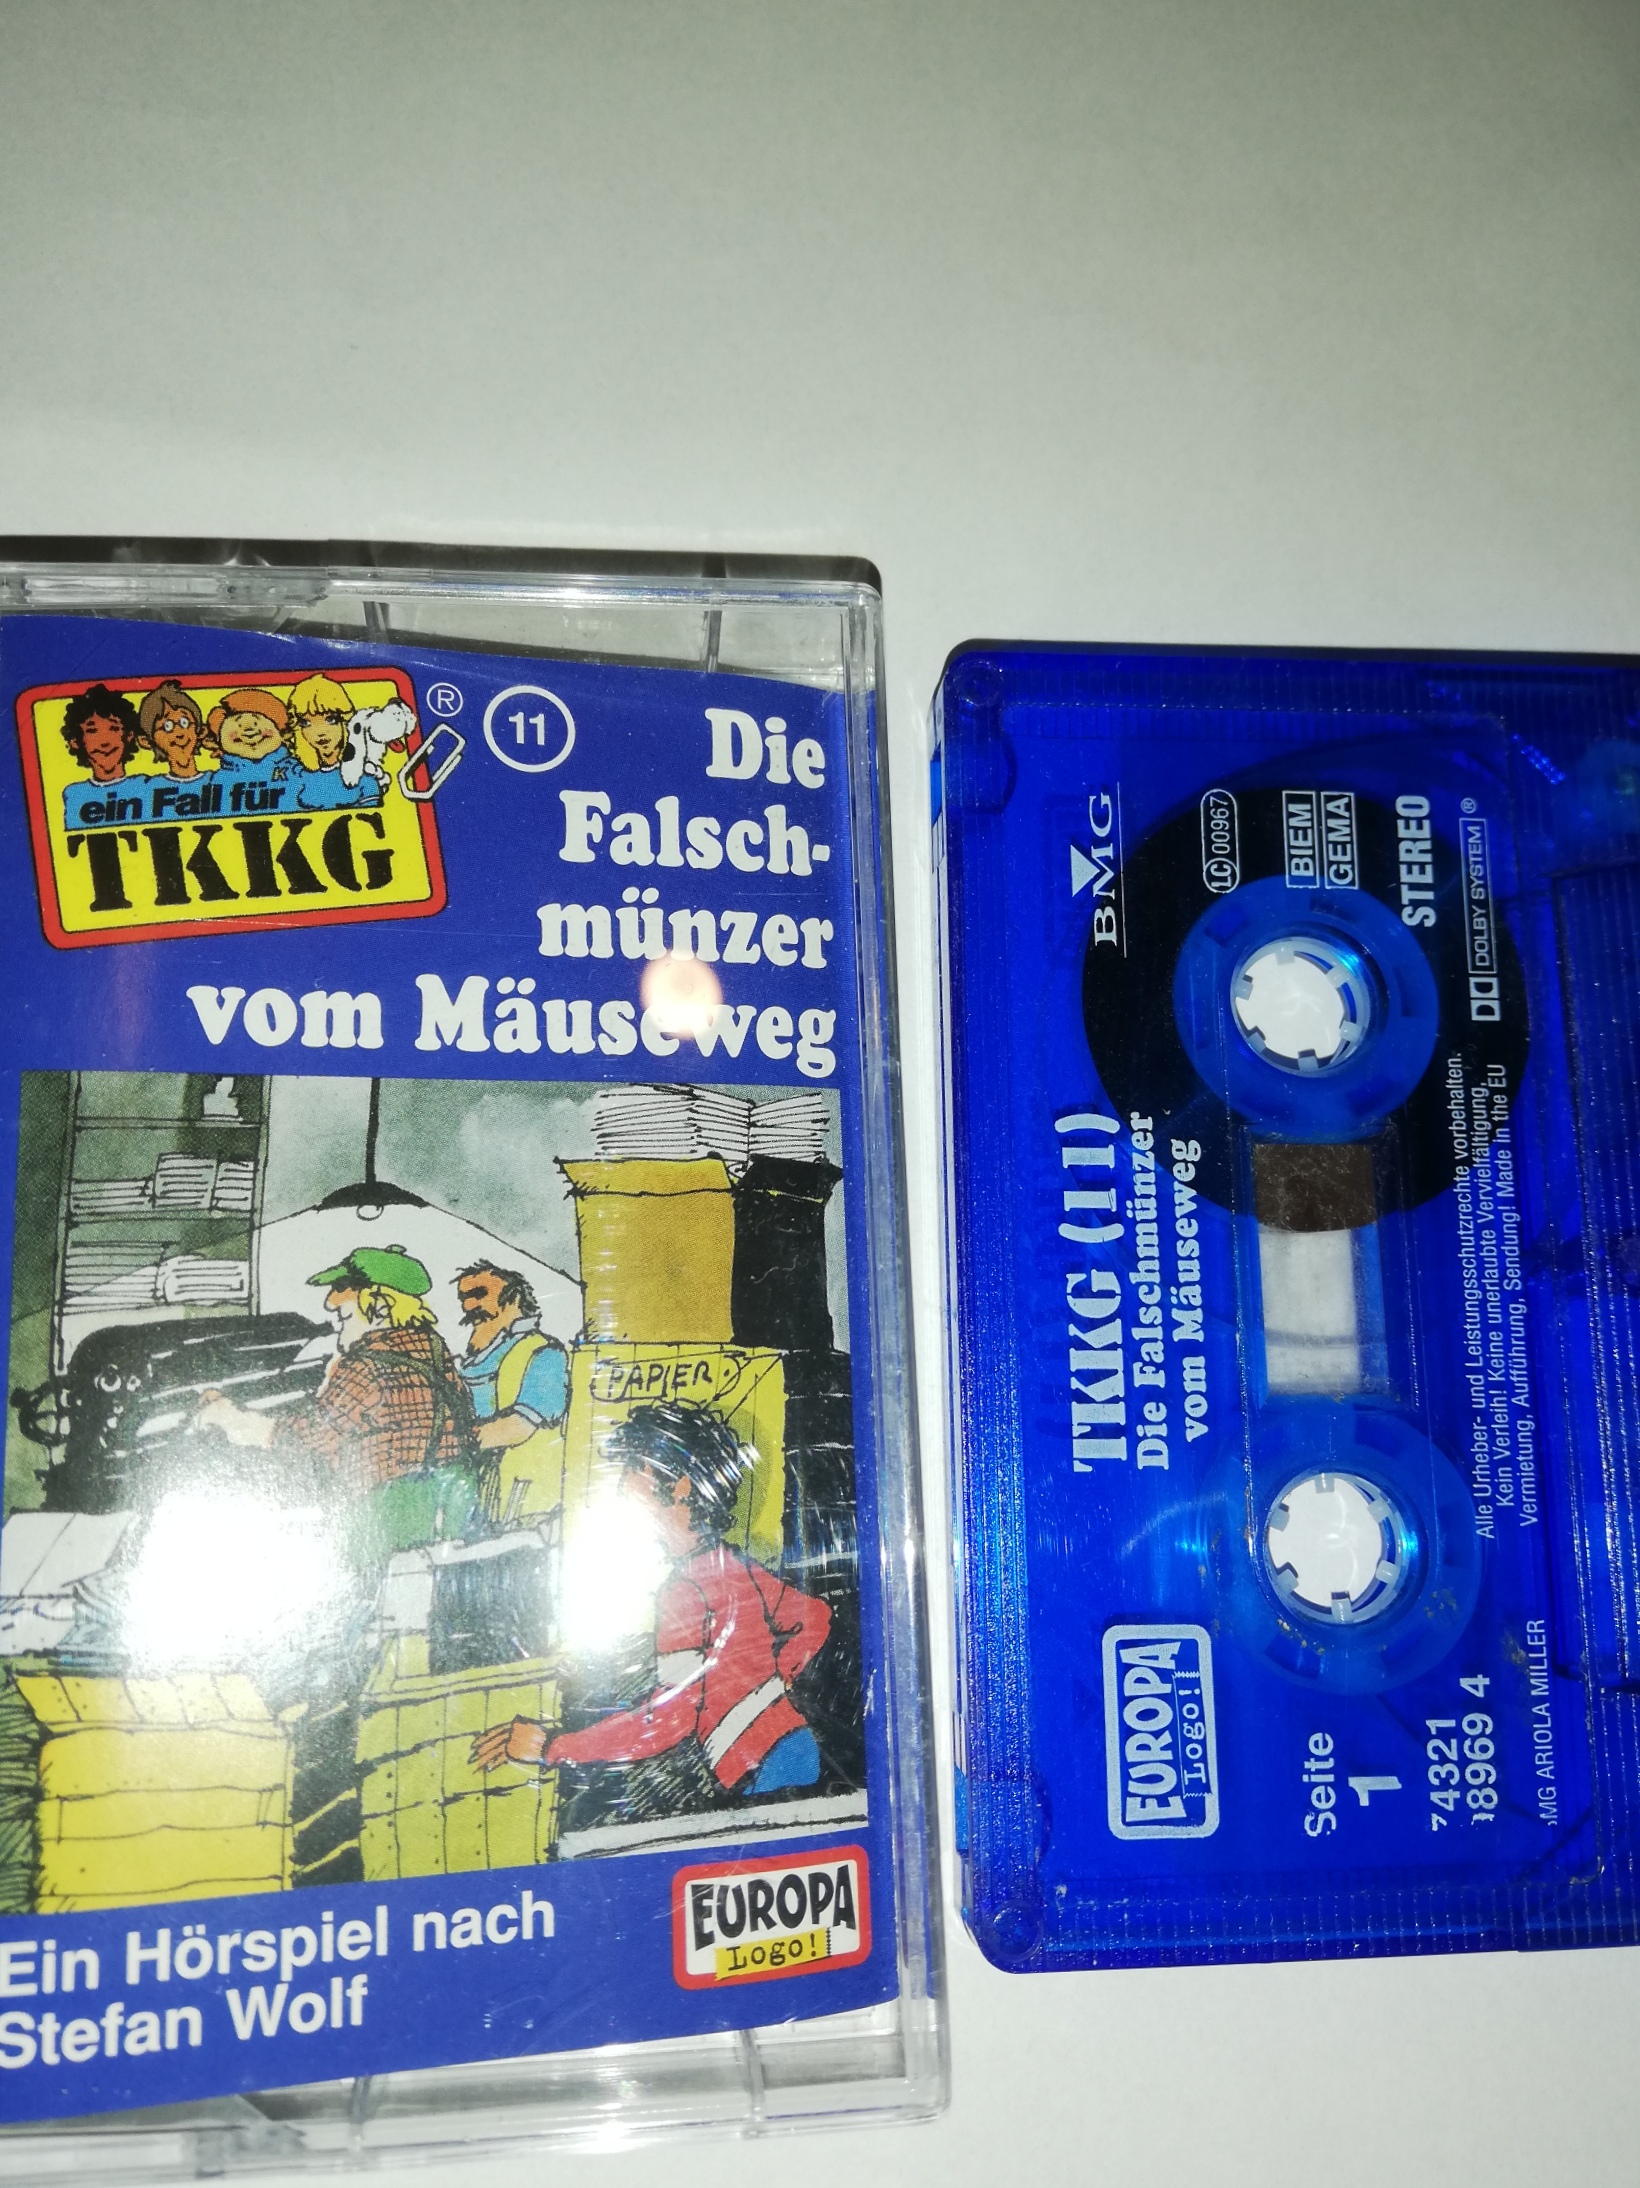 ein Fall für
TKKG
®
11
Die
Falsch-
münzer
vom Mäuseweg
PAPIER
Ein Hörspiel nach
Stefan Wolf
EUROPA
Logo!
BMG
LC 00967
BIEM
GEMA
STEREO
DOLBY SYSTEM ®
TKKG (11)
Die Falschmünzer
vom Mäuseweg
Alle Urheber- und Leistungsschutzrechte vorbehalten.
Kein Verleih! Keine unerlaubte Vervielfältigung,
Vermietung, Aufführung, Sendung! Made In the EU
EUROPA
Logo!
Seite
1
74321
8969 4
ARIOLA MILLER